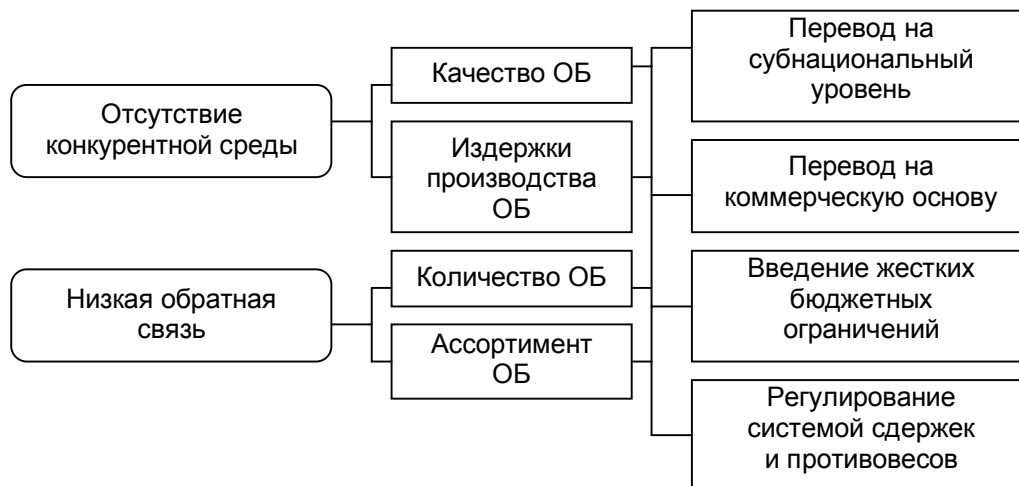 Отсутствие
конкурентной среды
Низкая обратная
связь
Качество ОБ
Издержки
производства
ОБ
Количество ОБ
Ассортимент
ОБ
Перевод на
субнациональный
уровень
Перевод на
коммерческую основу
Введение жестких
бюджетных
ограничений
Регулирование
системой сдержек
и противовесов